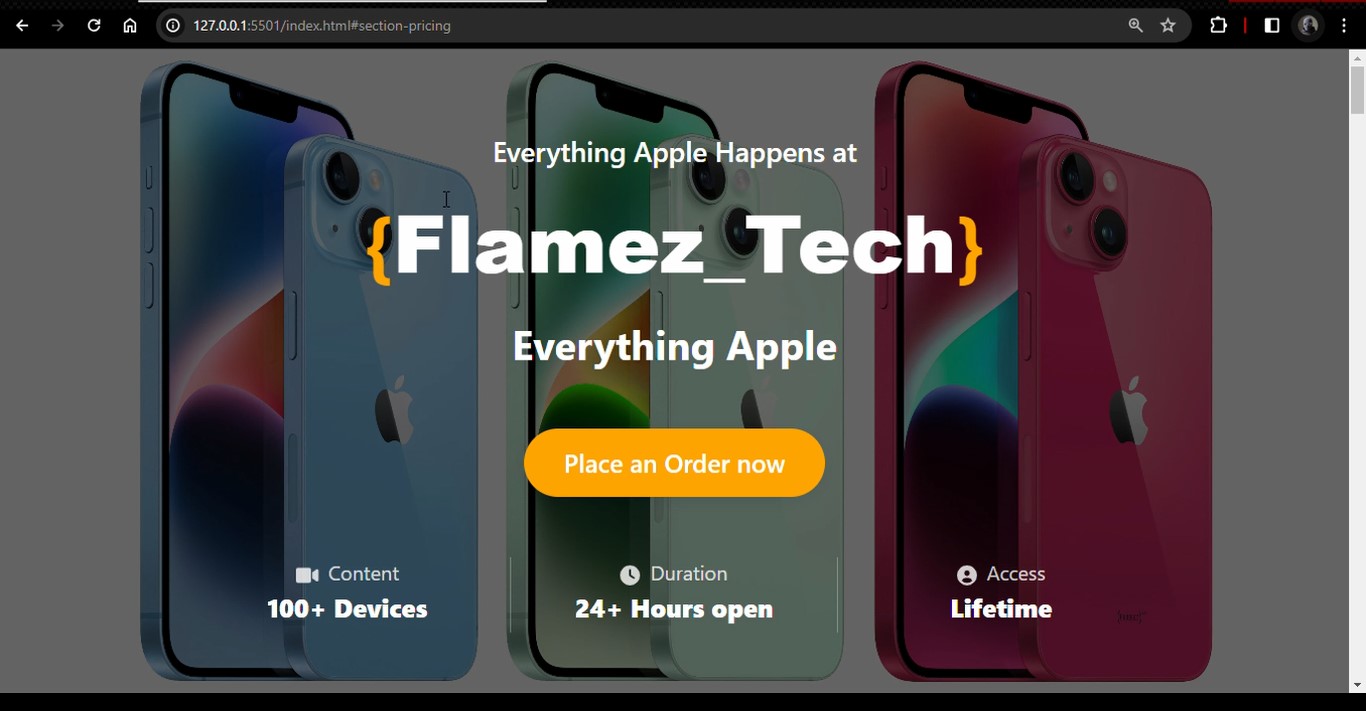 127.0.0.1:5501/index.html#section-pricing
Everything Apple Happens at
{Flamez_Tech}
Everything Apple
Place an Order now
Content
Duration
Access
100+ Devices
24+ Hours open
Lifetime